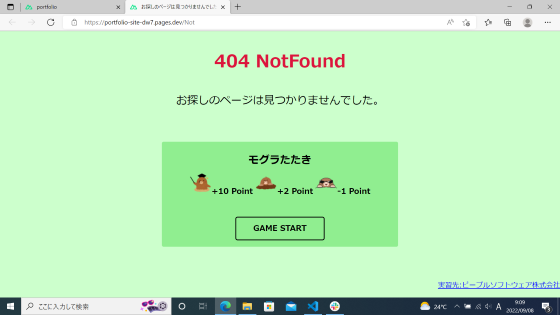 portfolio
お探しのページは見つかりませんでした
https://portfolio-site-dw7.pages.dev/Not
404 NotFound
お探しのページは見つかりませんでした。
モグラたたき
+10 Point +2 Point -1 Point
GAME START
実習先:ピープルソフトウェア株式会社
ここに入力して検索
24°C
A
9:09
2022/09/08